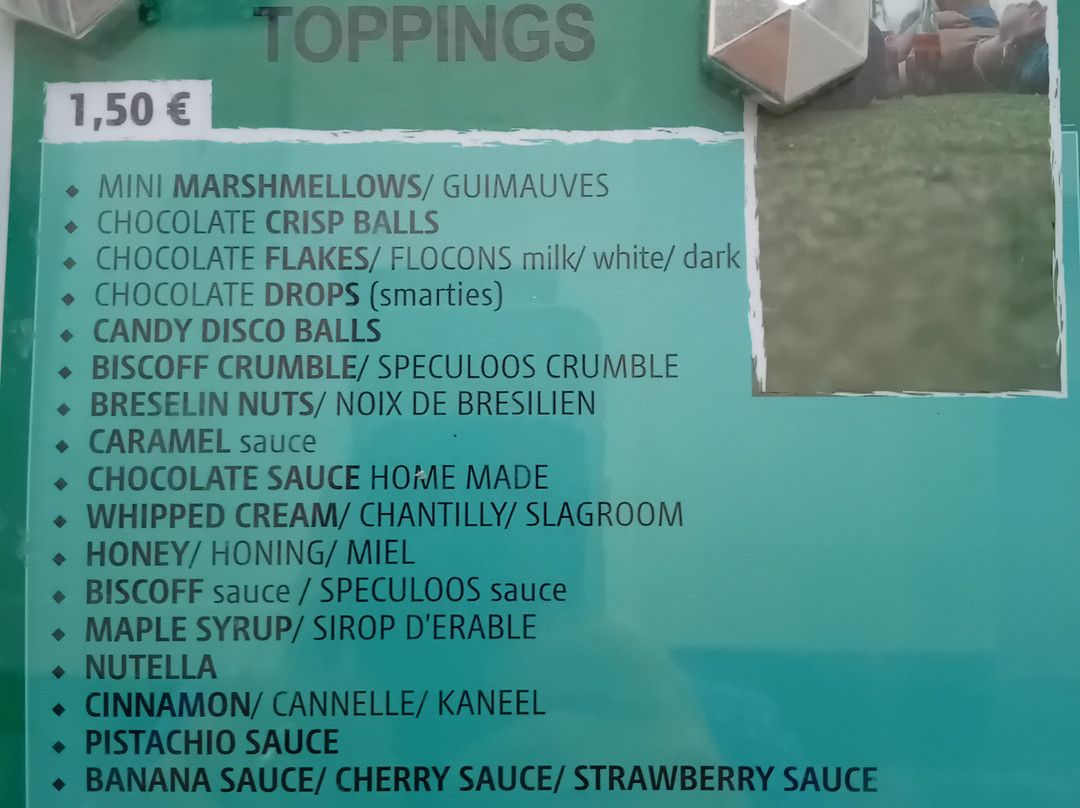 TOPPINGS
1,50 €
MINI MARSHMELLOWS/ GUIMAUVES
CHOCOLATE CRISP BALLS
CHOCOLATE FLAKES/ FLOCONS milk/ white/ dark
CHOCOLATE DROPS (smarties)
CANDY DISCO BALLS
BISCOFF CRUMBLE/ SPECULOOS CRUMBLE
BRESELIN NUTS/ NOIX DE BRESILIEN
CARAMEL sauce
CHOCOLATE SAUCE HOME MADE
WHIPPED CREAM/ CHANTILLY/ SLAGROOM
HONEY/ HONING/ MIEL
BISCOFF sauce / SPECULOOS sauce
MAPLE SYRUP/ SIROP D'ERABLE
NUTELLA
CINNAMON/ CANNELLE/ KANEEL
PISTACHIO SAUCE
BANANA SAUCE/ CHERRY SAUCE/ STRAWBERRY SAUCE